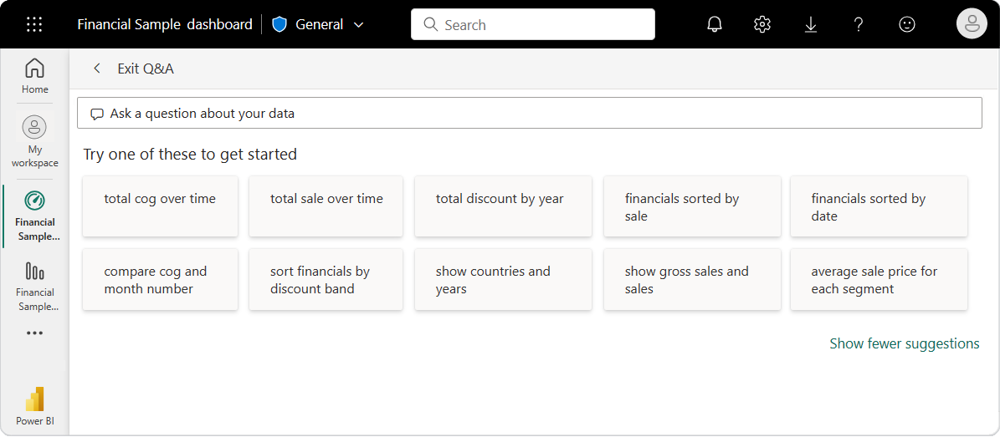 Financial Sample dashboard
General
Search
Home
My
workspace
Financial
Sample...
Financial
Sample...
Power BI
Exit Q&A
Ask a question about your data
Try one of these to get started
total cog over time
total sale over time
total discount by year
financials sorted by
sale
financials sorted by
date
compare cog and
month number
sort financials by
discount band
show countries and
years
show gross sales and
sales
average sale price for
each segment
Show fewer suggestions